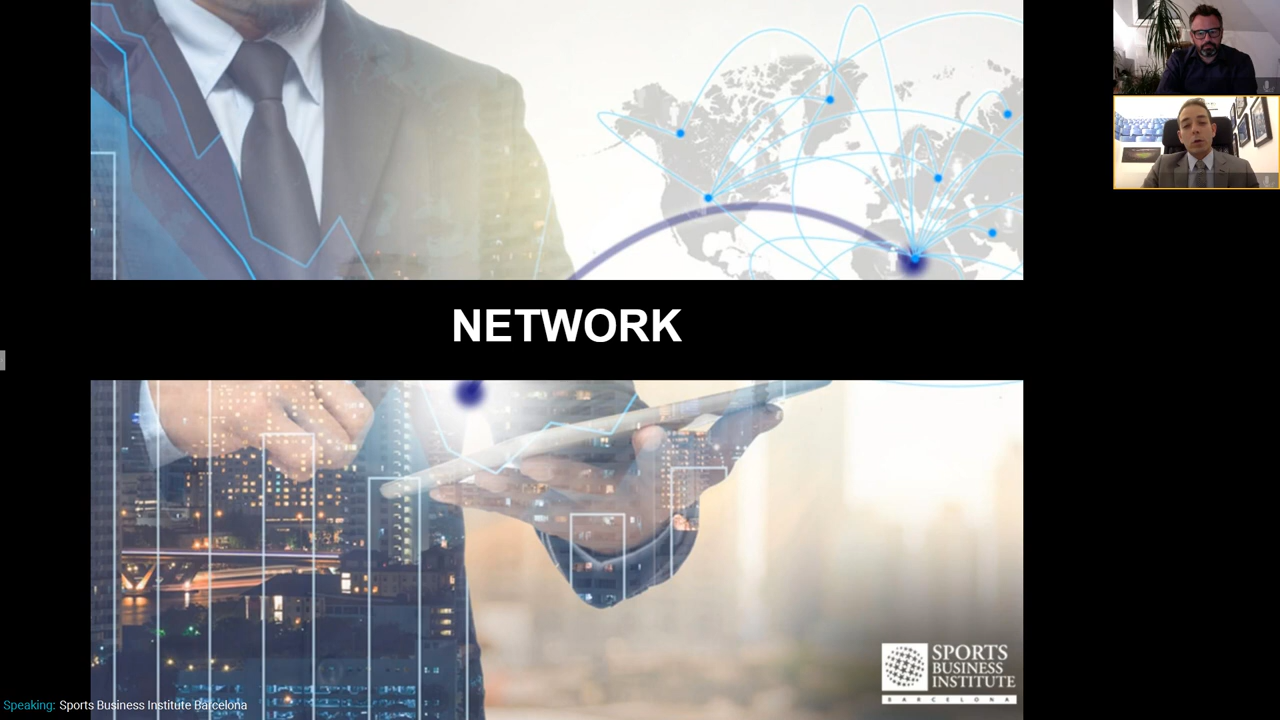 NETWORK
SPORTS
BUSINESS
INSTITUTE
BARCELONA
Speaking: Sports Business Institute Barcelona